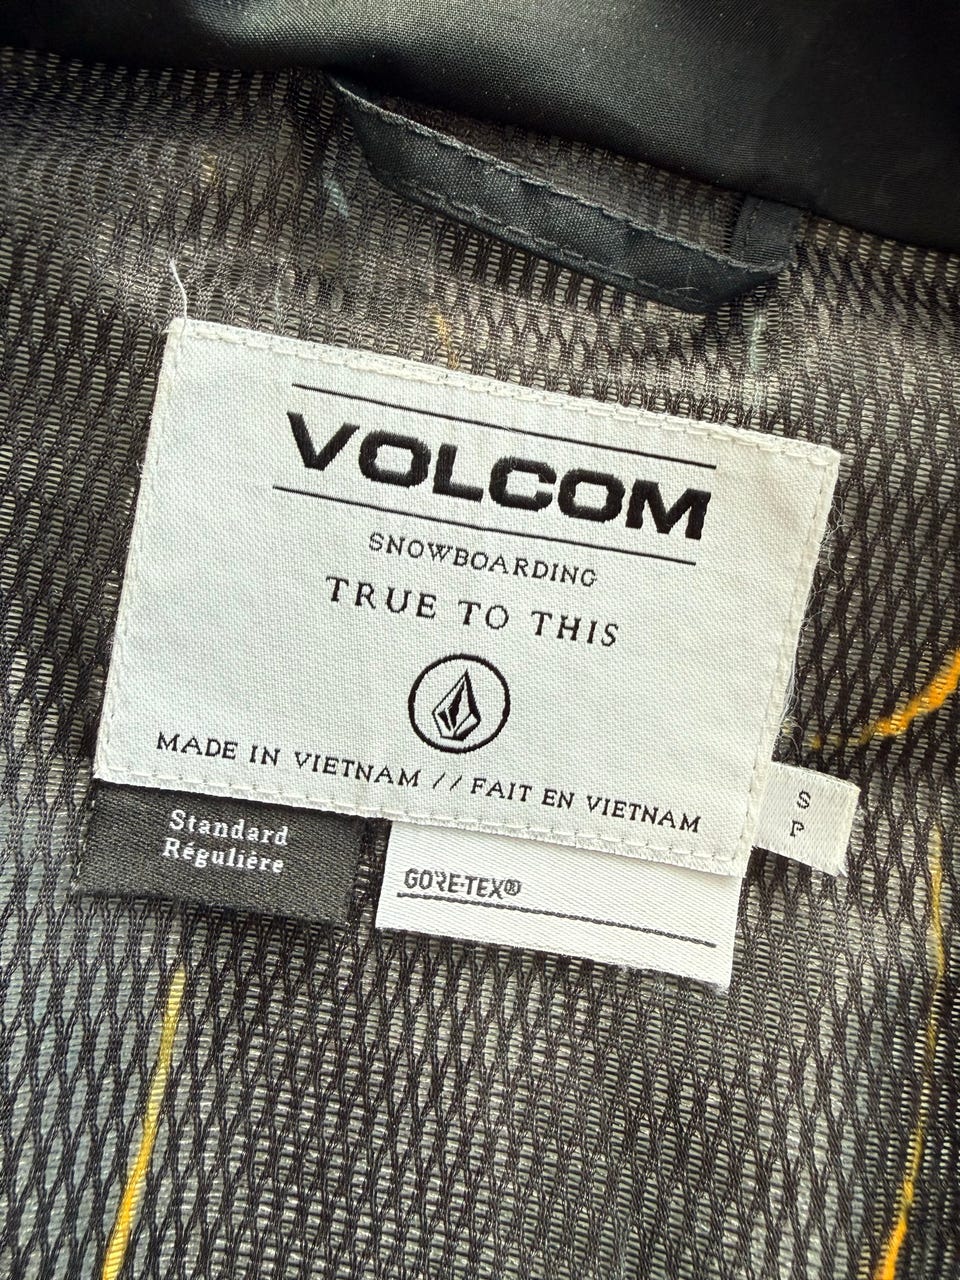 VOLCOM
SNOWBOARDING
TRUE TO THIS
MADE IN VIETNAM // FAIT EN VIETNAM
S
P
Standard
Régulière
GORE-TEX®